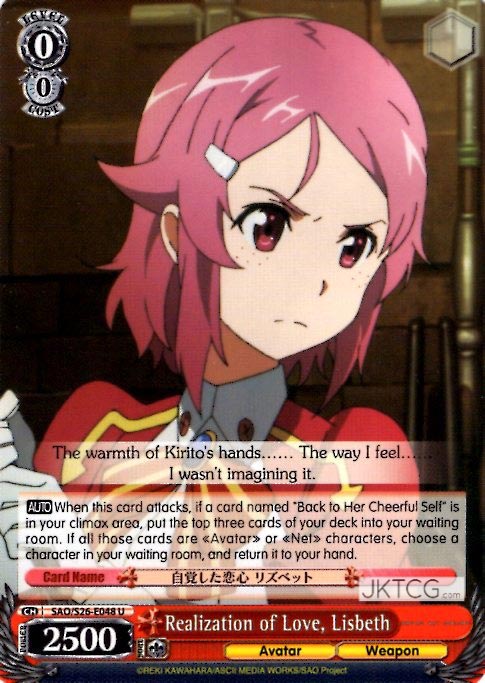 LEVEL
0
0
COST
The warmth of Kirito's hands...... The way I feel......
I wasn't imagining it.
AUTO When this card attacks, if a card named "Back to Her Cheerful Self" is
in your climax area, put the top three cards of your deck into your waiting
room. If all those cards are «Avatar» or «Net» characters, choose a
character in your waiting room, and return it to your hand.
Card Name 自覚した恋心 リズベット
JKTCG.com
CH SAO/S26-E048 U
POWER 2500 SOUL
Realization of Love, Lisbeth
Avatar Weapon
©REKI KAWAHARA/ASCII MEDIA WORKS/SAO Project